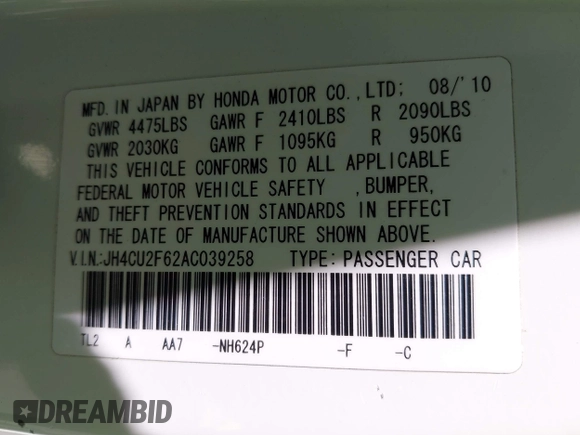 MFD. IN JAPAN BY HONDA MOTOR CO., LTD; 08/'10
GVWR 4475LBS GAWR F 2410LBS R 2090LBS
GVWR 2030KG GAWR F 1095KG R 950KG
THIS VEHICLE CONFORMS TO ALL APPLICABLE
FEDERAL MOTOR VEHICLE SAFETY , BUMPER,
AND THEFT PREVENTION STANDARDS IN EFFECT
ON THE DATE OF MANUFACTURE SHOWN ABOVE.
V.I.N.:JH4CU2F62AC039258 TYPE: PASSENGER CAR
TL2 A AA7 -NH624P -F -C
DREAMBID